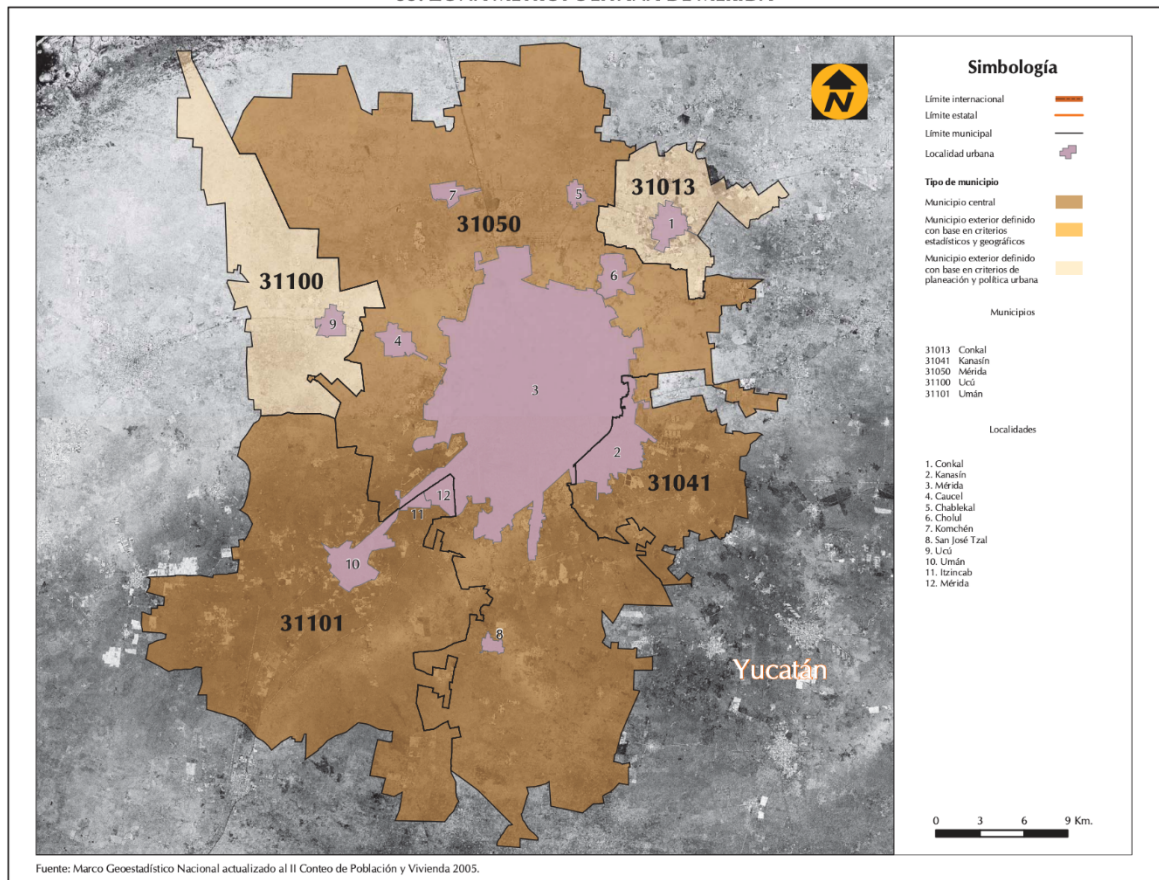 N
31013
31050
31100
31041
31101
7
5
1
6
9
4
3
2
12
11
10
8
Yucatán
Simbología
Límite internacional
Límite estatal
Límite municipal
Localidad urbana
Tipo de municipio
Municipio central
Municipio exterior definido
con base en criterios
estadísticos y geográficos
Municipio exterior definido
con base en criterios de
planeación y política urbana
Municipios
31013 Conkal
31041 Kanasín
31050 Mérida
31100 Ucú
31101 Umán
Localidades
1. Conkal
2. Kanasín
3. Mérida
4. Caucel
5. Chablekal
6. Cholul
7. Komchén
8. San José Tzal
9. Ucú
10. Umán
11. Itzincab
12. Mérida
0 3 6 9 Km.
Fuente: Marco Geoestadístico Nacional actualizado al II Conteo de Población y Vivienda 2005.